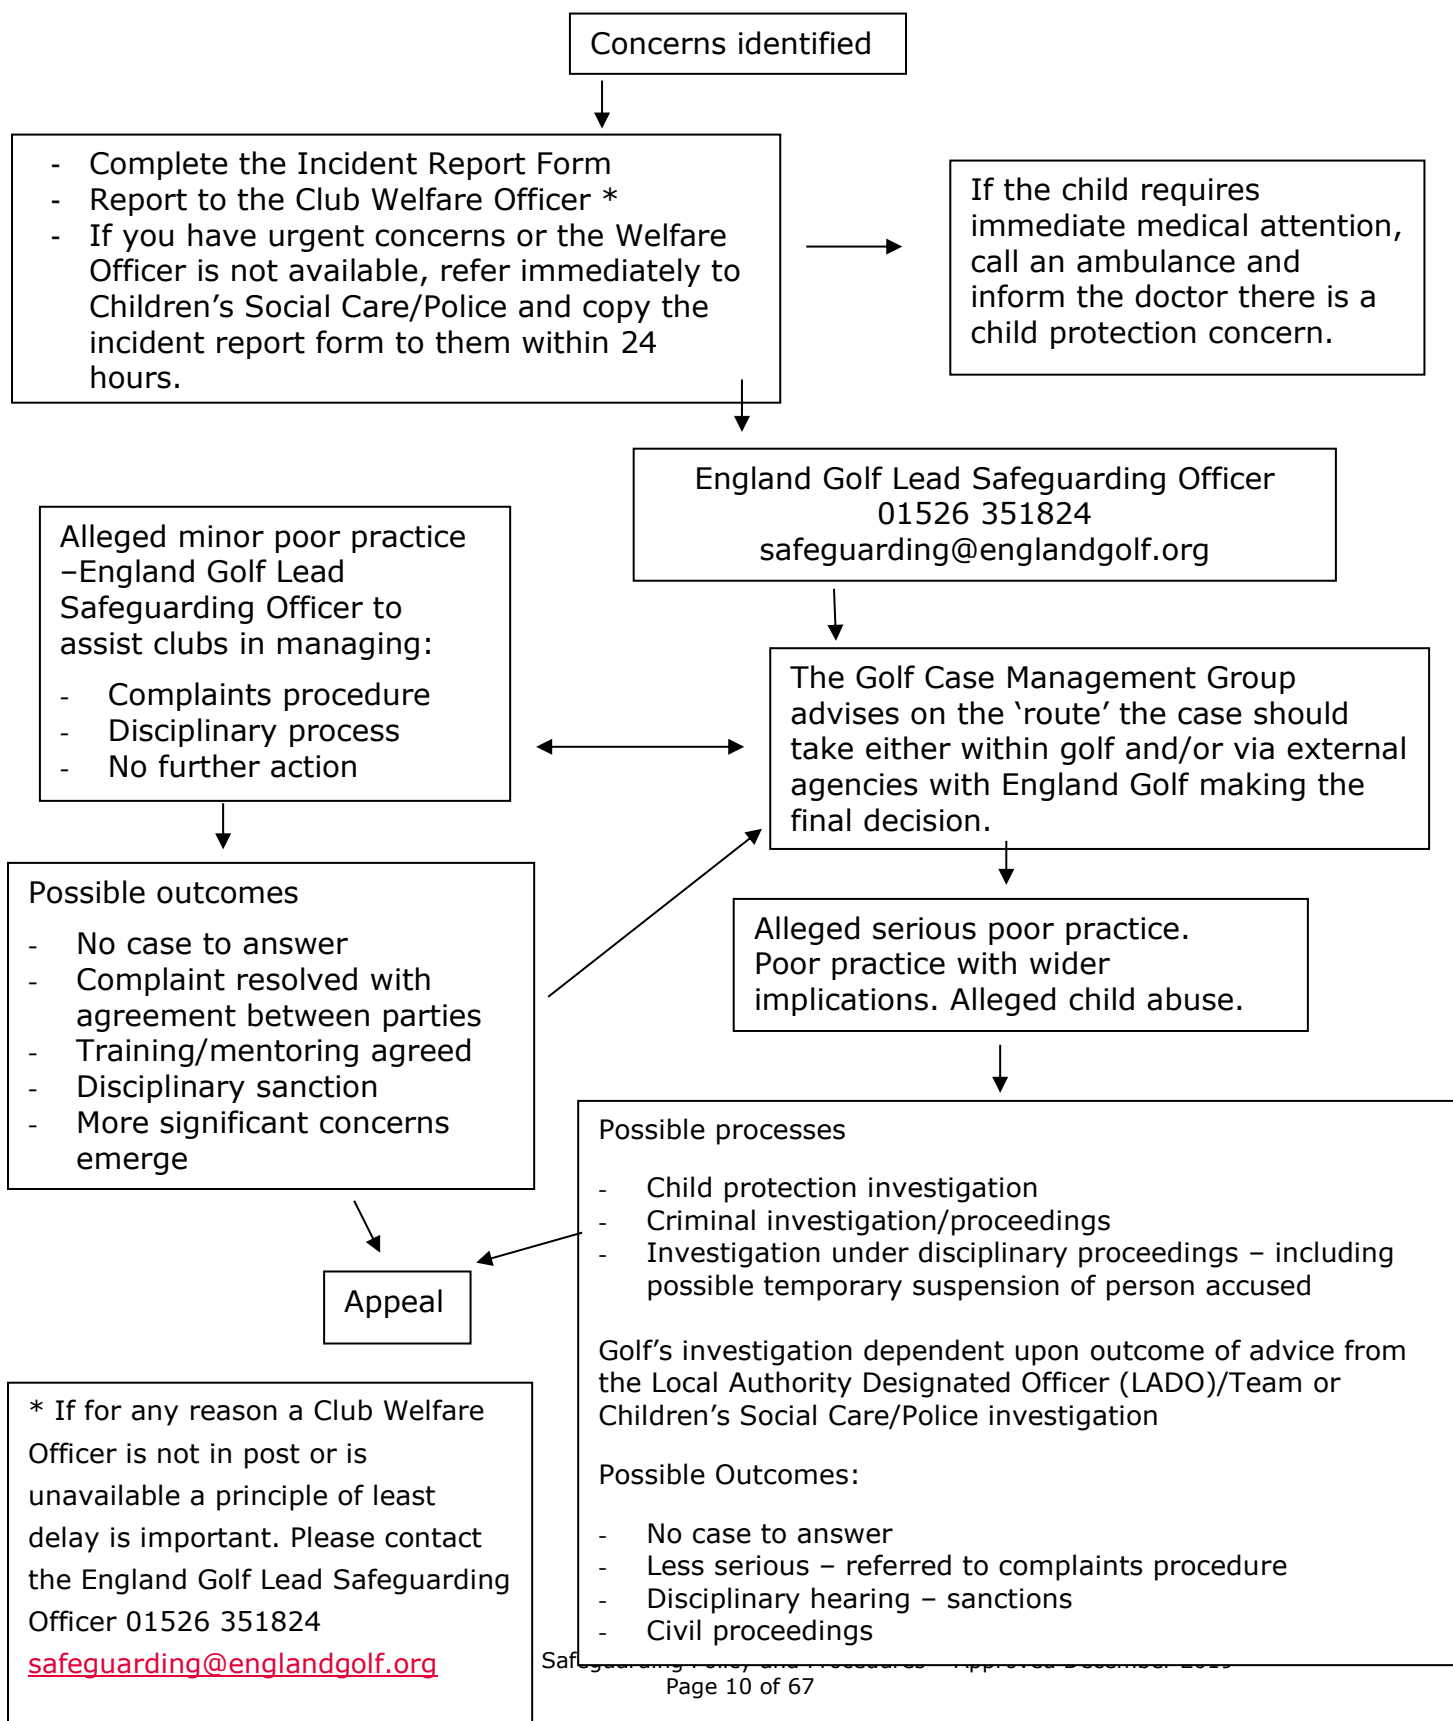 Concerns identified
- Complete the Incident Report Form
- Report to the Club Welfare Officer *
- If you have urgent concerns or the Welfare
Officer is not available, refer immediately to
Children’s Social Care/Police and copy the
incident report form to them within 24
hours.
If the child requires
immediate medical attention,
call an ambulance and
inform the doctor there is a
child protection concern.
England Golf Lead Safeguarding Officer
01526 351824
safeguarding@englandgolf.org
Alleged minor poor practice
–England Golf Lead
Safeguarding Officer to
assist clubs in managing:
- Complaints procedure
- Disciplinary process
- No further action
The Golf Case Management Group
advises on the ‘route’ the case should
take either within golf and/or via external
agencies with England Golf making the
final decision.
Possible outcomes
- No case to answer
- Complaint resolved with
agreement between parties
- Training/mentoring agreed
- Disciplinary sanction
- More significant concerns
emerge
Alleged serious poor practice.
Poor practice with wider
implications. Alleged child abuse.
Possible processes
- Child protection investigation
- Criminal investigation/proceedings
- Investigation under disciplinary proceedings – including
possible temporary suspension of person accused
Golf’s investigation dependent upon outcome of advice from
the Local Authority Designated Officer (LADO)/Team or
Children’s Social Care/Police investigation
Possible Outcomes:
- No case to answer
- Less serious – referred to complaints procedure
- Disciplinary hearing – sanctions
- Civil proceedings
Appeal
* If for any reason a Club Welfare
Officer is not in post or is
unavailable a principle of least
delay is important. Please contact
the England Golf Lead Safeguarding
Officer 01526 351824
safeguarding@englandgolf.org
Safeguarding Policy and Procedures – Approved December 2019
Page 10 of 67